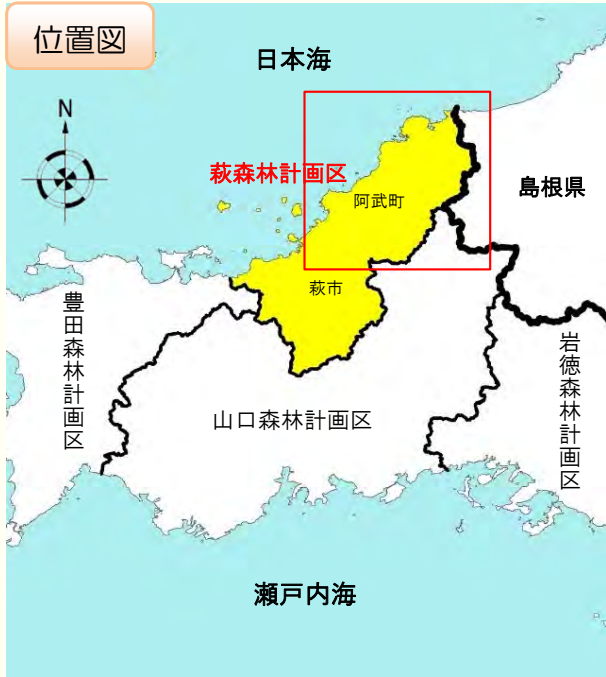 位置図
日本海
N
萩森林計画区
阿武町
島根県
萩市
豊田森林計画区
岩徳森林計画区
山口森林計画区
瀬戸内海